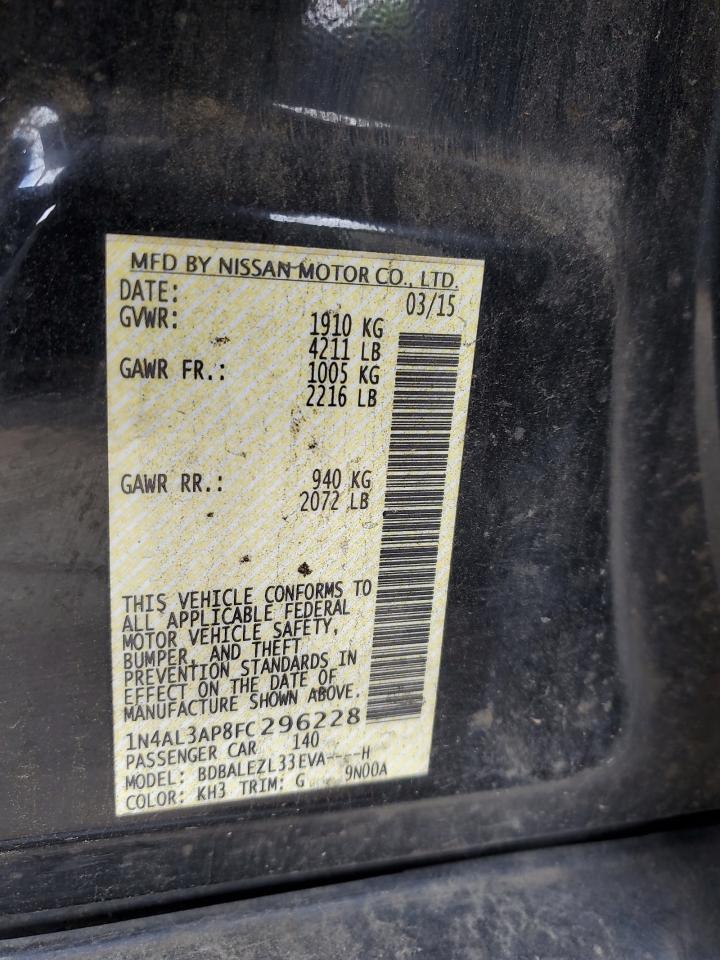 MFD BY NISSAN MOTOR CO., LTD.
DATE: 03/15
GVWR: 1910 KG
4211 LB
GAWR FR.: 1005 KG
2216 LB
GAWR RR.: 940 KG
2072 LB
THIS VEHICLE CONFORMS TO
ALL APPLICABLE FEDERAL
MOTOR VEHICLE SAFETY,
BUMPER, AND THEFT
PREVENTION STANDARDS IN
EFFECT ON THE DATE OF
MANUFACTURE SHOWN ABOVE.
1N4AL3AP8FC296228
PASSENGER CAR 140
MODEL: BDBALEZL33EVA----H
COLOR: KH3 TRIM: G 9N00A